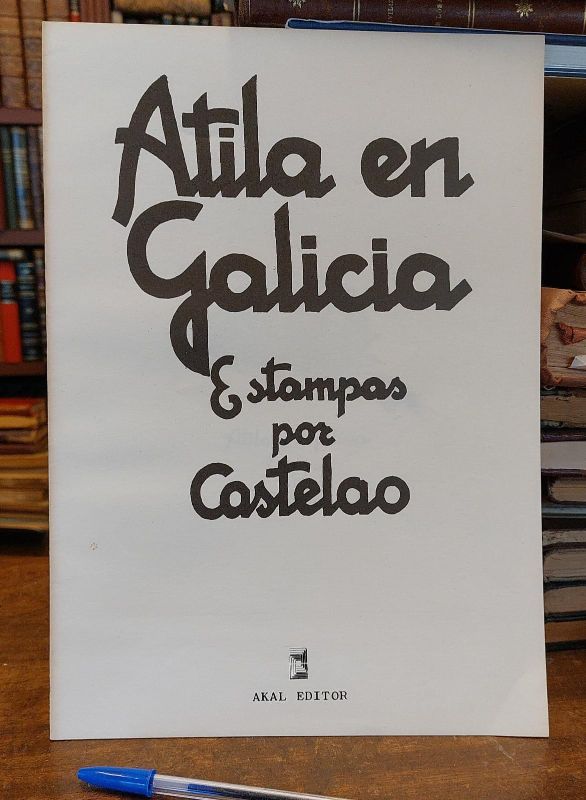 Atila en
Galicia
Estampas
por
Castelao
AKAL EDITOR